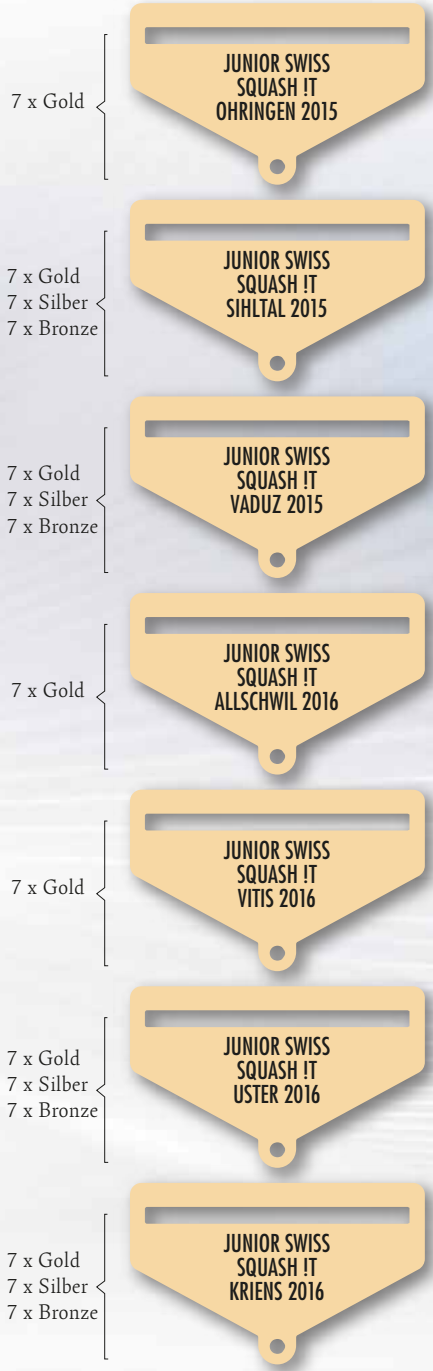 7 x Gold
JUNIOR SWISS
SQUASH !T
OHRINGEN 2015
7 x Gold
7 x Silber
7 x Bronze
JUNIOR SWISS
SQUASH !T
SIHLTAL 2015
7 x Gold
7 x Silber
7 x Bronze
JUNIOR SWISS
SQUASH !T
VADUZ 2015
7 x Gold
JUNIOR SWISS
SQUASH !T
ALLSCHWIL 2016
7 x Gold
JUNIOR SWISS
SQUASH !T
VITIS 2016
7 x Gold
7 x Silber
7 x Bronze
JUNIOR SWISS
SQUASH !T
USTER 2016
7 x Gold
7 x Silber
7 x Bronze
JUNIOR SWISS
SQUASH !T
KRIENS 2016